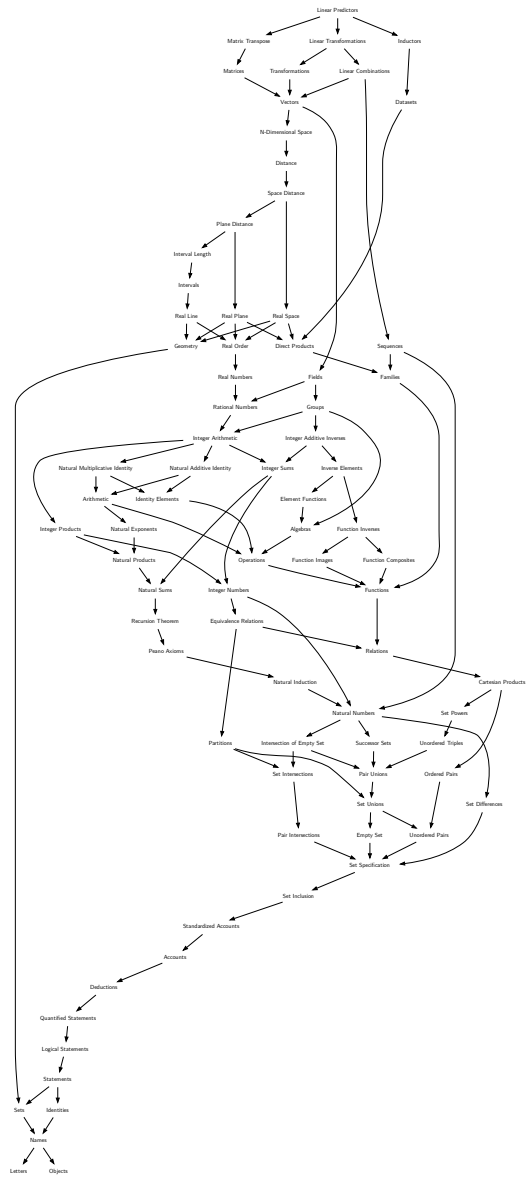 Linear Predictors
Matrix Transpose
Linear Transformations
Inductors
Matrices
Transformations
Linear Combinations
Vectors
Datasets
N-Dimensional Space
Distance
Space Distance
Plane Distance
Interval Length
Intervals
Real Line
Real Plane
Real Space
Geometry
Real Order
Direct Products
Sequences
Real Numbers
Fields
Families
Rational Numbers
Groups
Integer Arithmetic
Integer Additive Inverses
Natural Multiplicative Identity
Natural Additive Identity
Integer Sums
Inverse Elements
Arithmetic
Identity Elements
Element Functions
Integer Products
Natural Exponents
Algebras
Function Inverses
Natural Products
Operations
Function Images
Function Composites
Natural Sums
Integer Numbers
Functions
Recursion Theorem
Equivalence Relations
Peano Axioms
Relations
Natural Induction
Cartesian Products
Natural Numbers
Set Powers
Partitions
Intersection of Empty Set
Successor Sets
Unordered Triples
Set Intersections
Pair Unions
Ordered Pairs
Set Unions
Set Differences
Pair Intersections
Empty Set
Unordered Pairs
Set Specification
Set Inclusion
Standardized Accounts
Accounts
Deductions
Quantified Statements
Logical Statements
Statements
Sets
Identities
Names
Letters
Objects